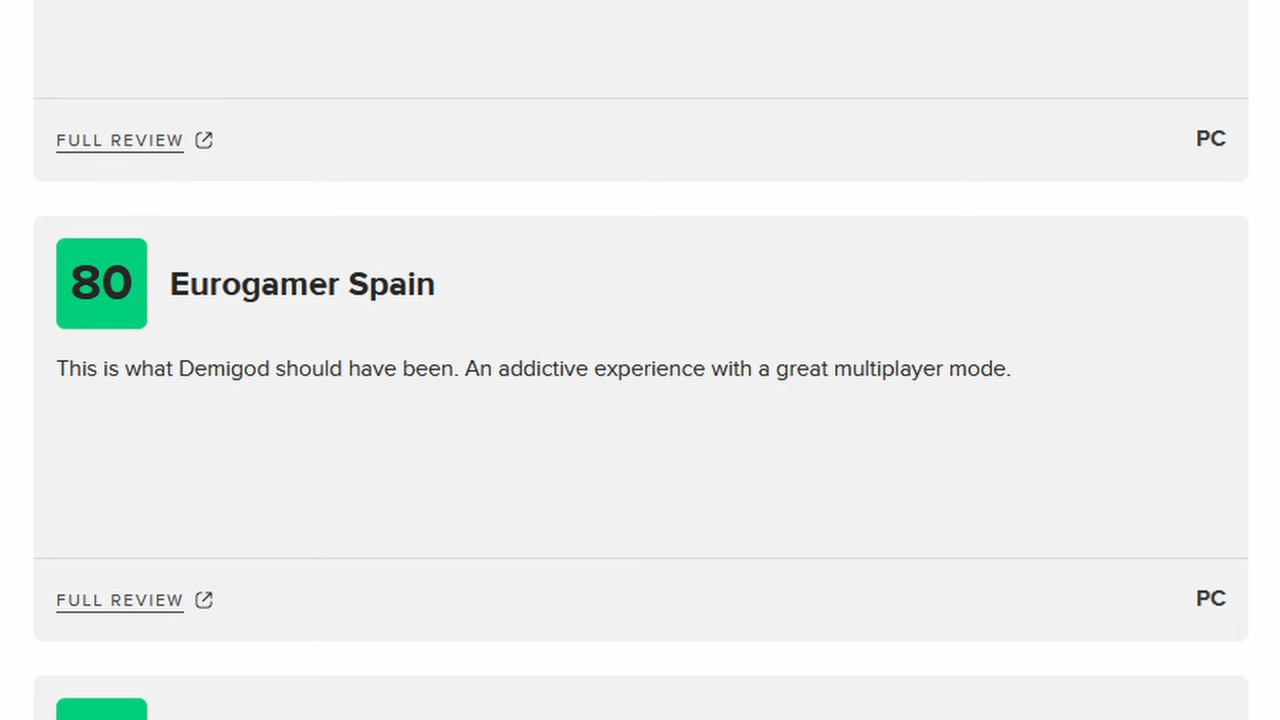 FULL REVIEW
PC
80
Eurogamer Spain
This is what Demigod should have been. An addictive experience with a great multiplayer mode.
FULL REVIEW
PC